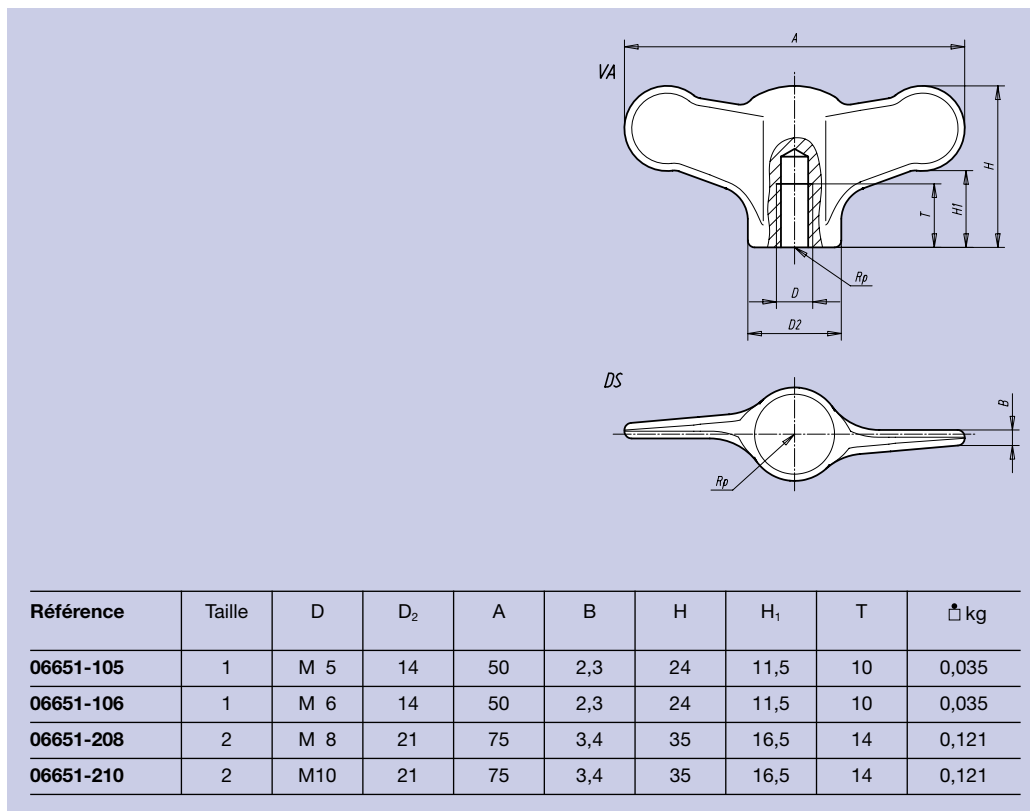 A
VA
H
T
H1
Rp
D
D2
DS
B
Rp
Référence Taille D D₂ A B H H₁ T kg
06651-105 1 M 5 14 50 2,3 24 11,5 10 0,035
06651-106 1 M 6 14 50 2,3 24 11,5 10 0,035
06651-208 2 M 8 21 75 3,4 35 16,5 14 0,121
06651-210 2 M10 21 75 3,4 35 16,5 14 0,121